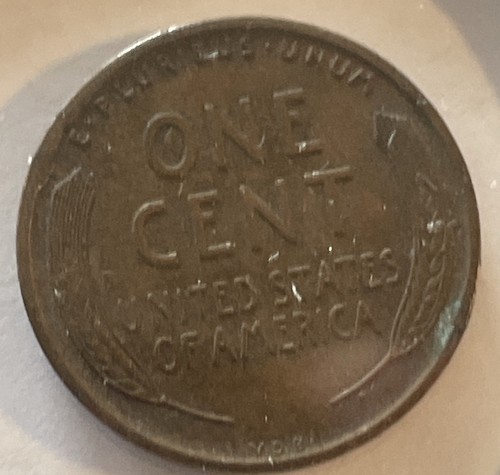 E·PLURIBUS·UNUM
ONE
CENT
UNITED STATES
OF AMERICA